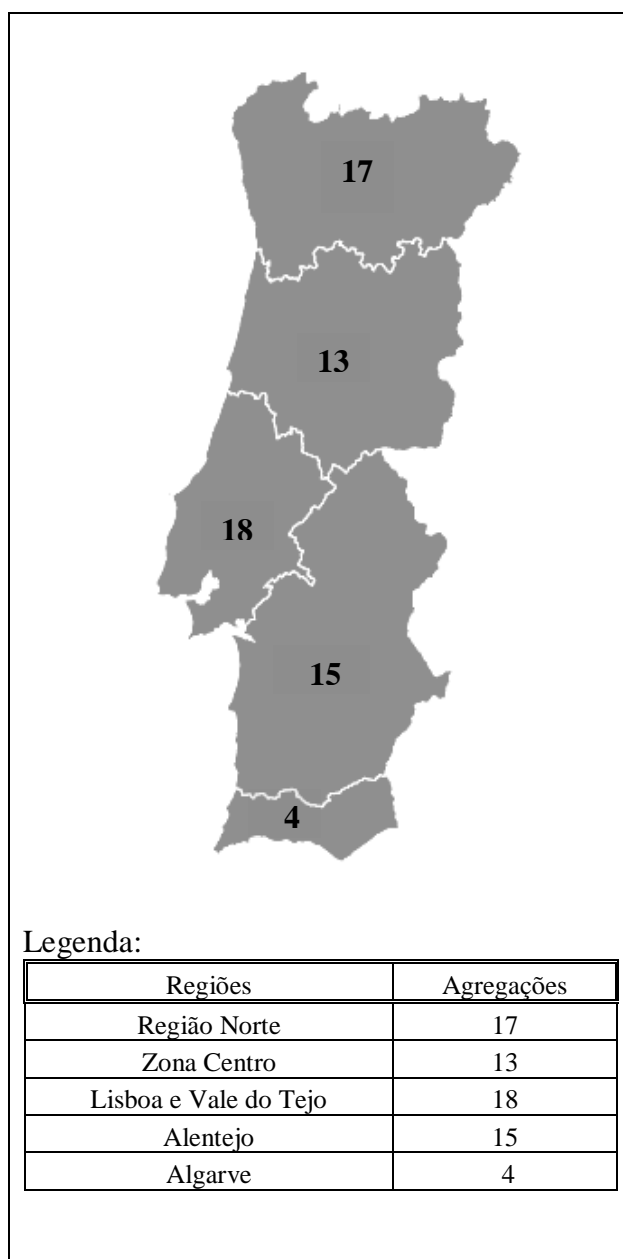 17
13
18
15
4
Legenda:
Regiões Agregações
Região Norte 17
Zona Centro 13
Lisboa e Vale do Tejo 18
Alentejo 15
Algarve 4